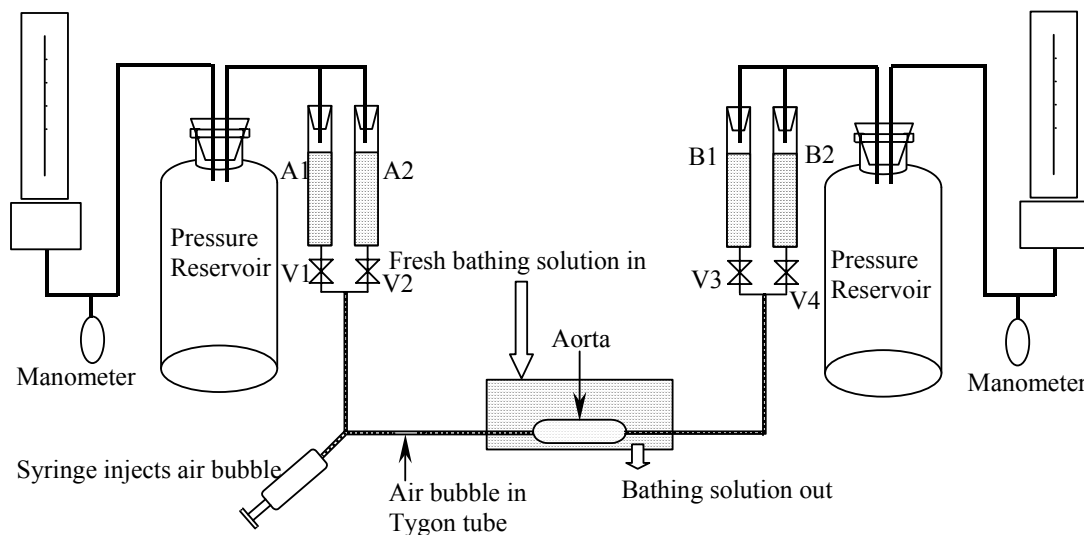 A1
A2
B1
B2
Pressure
Reservoir
V1
V2
Fresh bathing solution in
V3
V4
Pressure
Reservoir
Aorta
Manometer
Manometer
Syringe injects air bubble
Air bubble in
Tygon tube
Bathing solution out